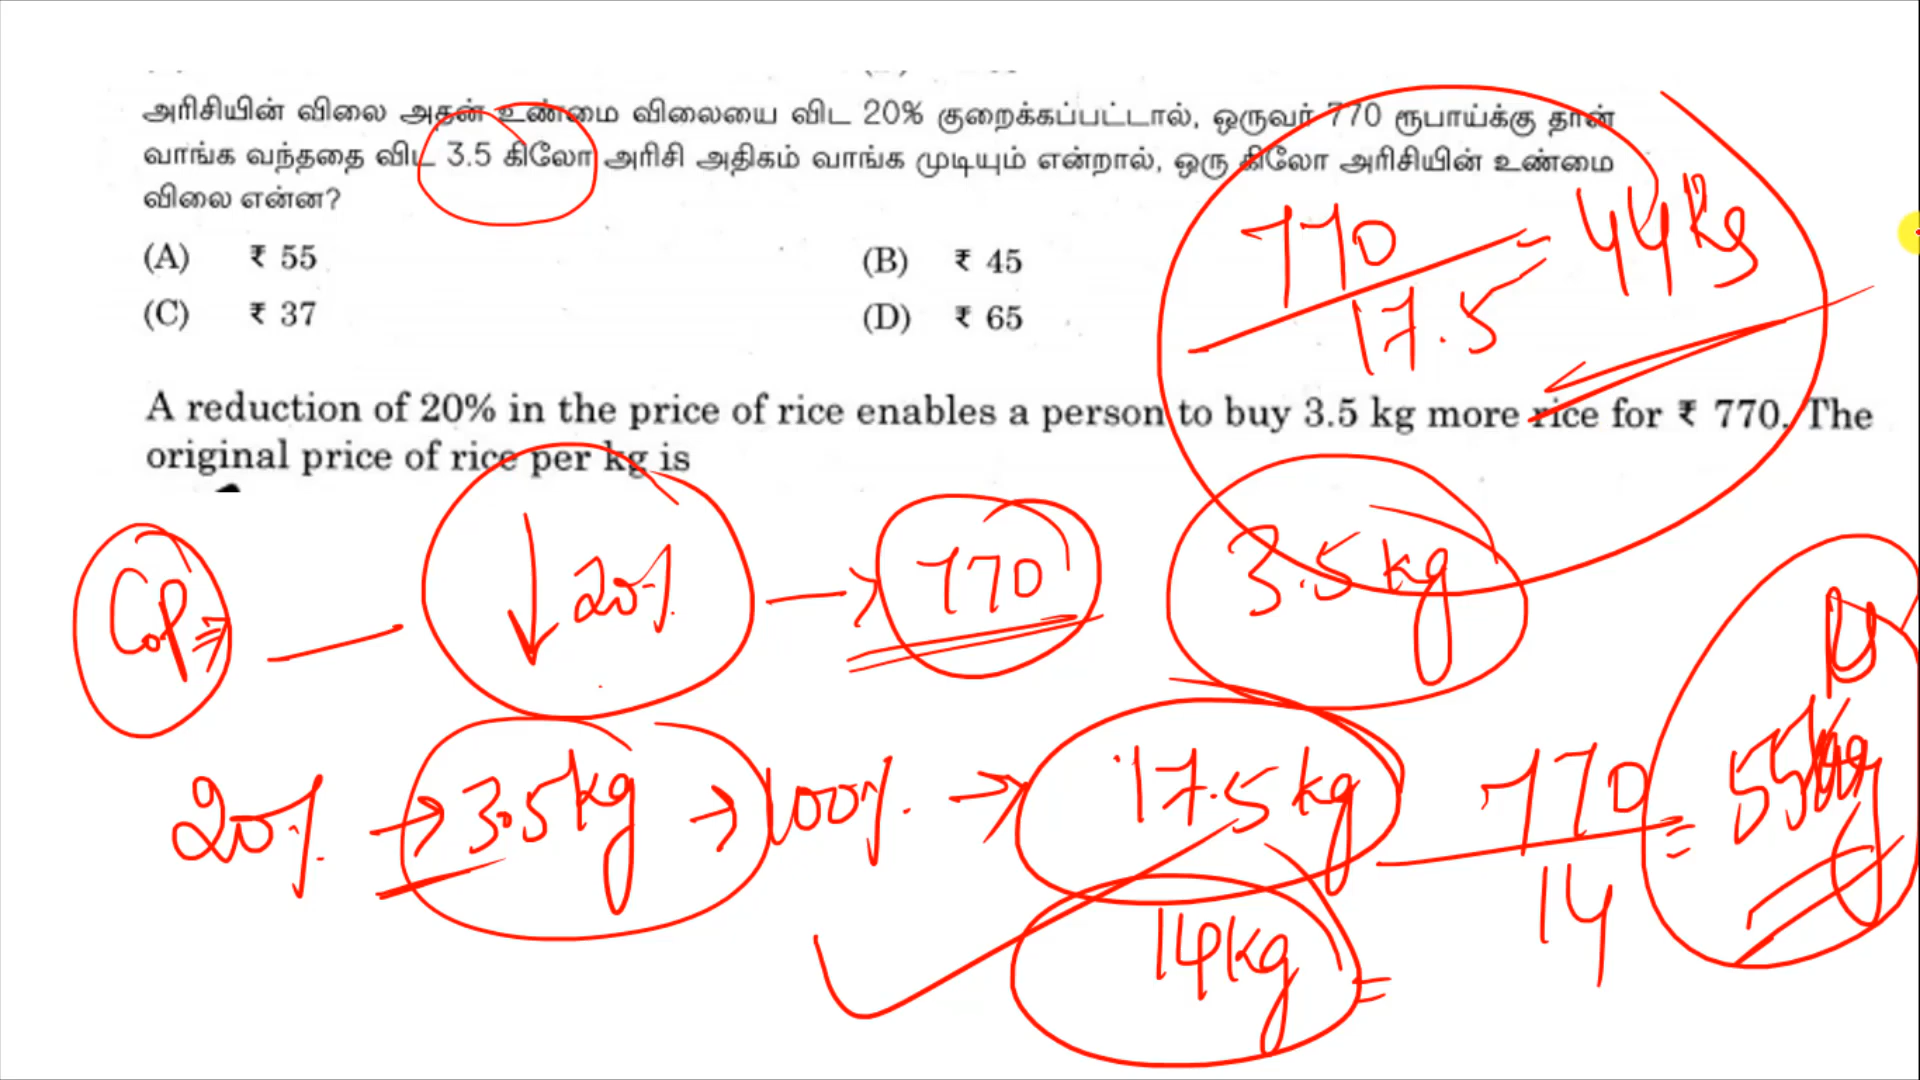 அரிசியின் விலை அதன் உண்மை விலையை விட 20% குறைக்கப்பட்டால், ஒருவர் 770 ரூபாய்க்கு தான்
வாங்க வந்ததை விட 3.5 கிலோ அரிசி அதிகம் வாங்க முடியும் என்றால், ஒரு கிலோ அரிசியின் உண்மை
விலை என்ன?
(A) ₹ 55 (B) ₹ 45
(C) ₹ 37 (D) ₹ 65
770 / 17.5 = 44 kg
A reduction of 20% in the price of rice enables a person to buy 3.5 kg more rice for ₹ 770. The
original price of rice per kg is
20% → 770 3.5 kg
20% → 3.5 kg → 100% → 17.5 kg
770 / 14 = 55
14 kg =